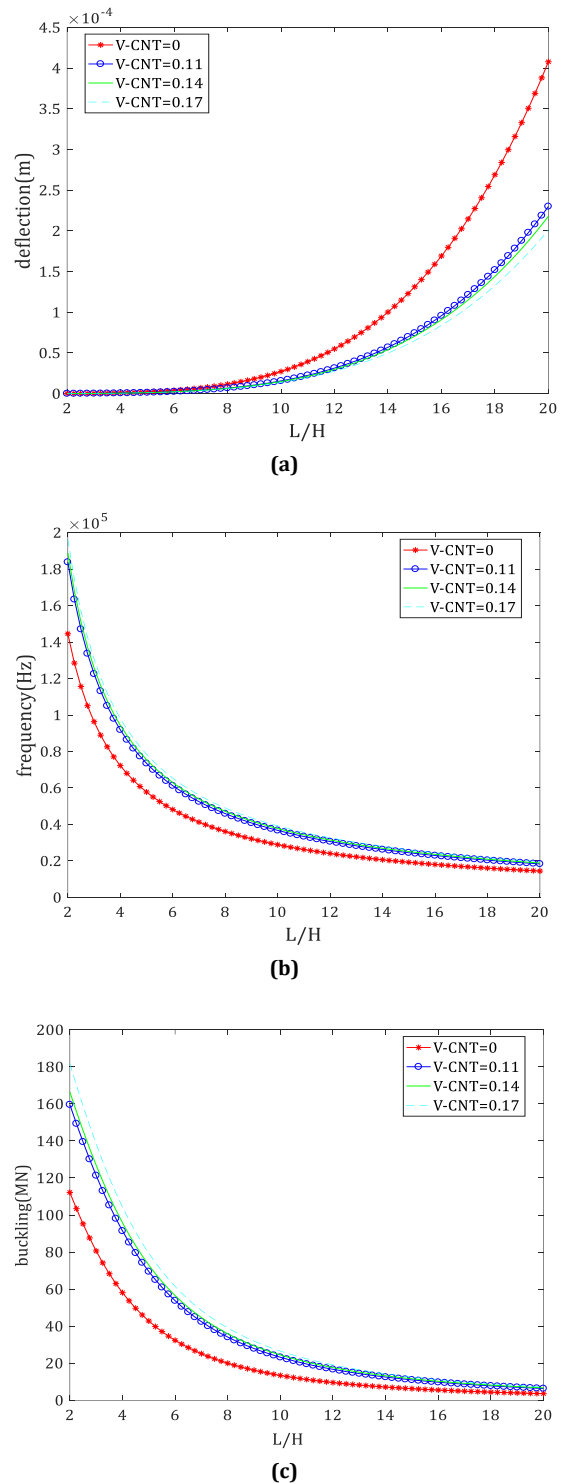 ×10⁻⁴
4.5
4
3.5
3
2.5
2
1.5
1
0.5
0
deflection(m)
V-CNT=0
V-CNT=0.11
V-CNT=0.14
V-CNT=0.17
2 4 6 8 10 12 14 16 18 20
L/H
(a)
×10⁵
2
1.8
1.6
1.4
1.2
1
0.8
0.6
0.4
0.2
0
frequency(Hz)
V-CNT=0
V-CNT=0.11
V-CNT=0.14
V-CNT=0.17
2 4 6 8 10 12 14 16 18 20
L/H
(b)
200
180
160
140
120
100
80
60
40
20
0
buckling(MN)
V-CNT=0
V-CNT=0.11
V-CNT=0.14
V-CNT=0.17
2 4 6 8 10 12 14 16 18 20
L/H
(c)